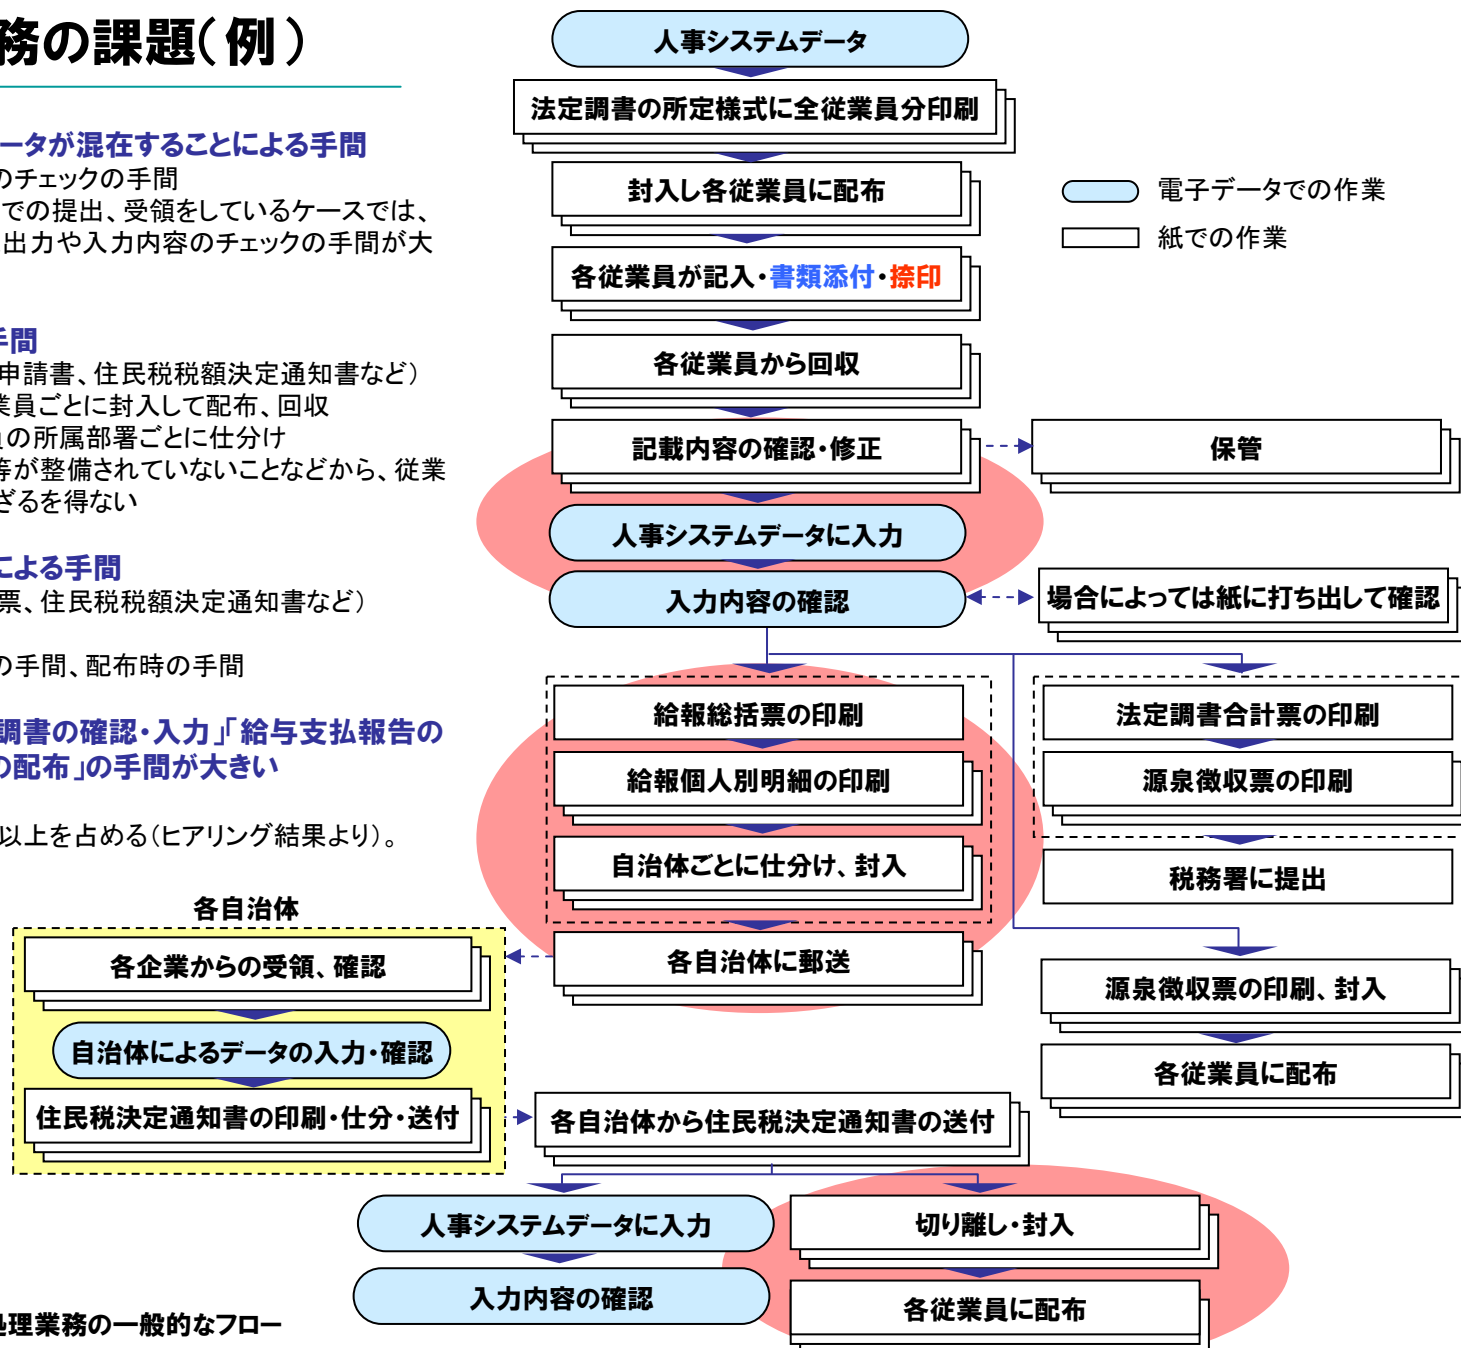 務の課題（例）
ータが混在することによる手間
のチェックの手間
での提出、受領をしているケースでは、
出力や入力内容のチェックの手間が大
手間
申請書、住民税税額決定通知書など）
業員ごとに封入して配布、回収
の所属部署ごとに仕分け
等が整備されていないことなどから、従業
ざるを得ない
による手間
票、住民税税額決定通知書など）
の手間、配布時の手間
調書の確認・入力」「給与支払報告の
の配布」の手間が大きい
以上を占める（ヒアリング結果より）。
人事システムデータ
法定調書の所定様式に全従業員分印刷
封入し各従業員に配布
各従業員が記入・書類添付・捺印
各従業員から回収
記載内容の確認・修正
保管
人事システムデータに入力
入力内容の確認
場合によっては紙に打ち出して確認
電子データでの作業
紙での作業
給報総括票の印刷
給報個人別明細の印刷
自治体ごとに仕分け、封入
各自治体に郵送
法定調書合計票の印刷
源泉徴収票の印刷
税務署に提出
源泉徴収票の印刷、封入
各従業員に配布
各自治体
各企業からの受領、確認
自治体によるデータの入力・確認
住民税決定通知書の印刷・仕分・送付
各自治体から住民税決定通知書の送付
人事システムデータに入力
入力内容の確認
切り離し・封入
各従業員に配布
処理業務の一般的なフロー